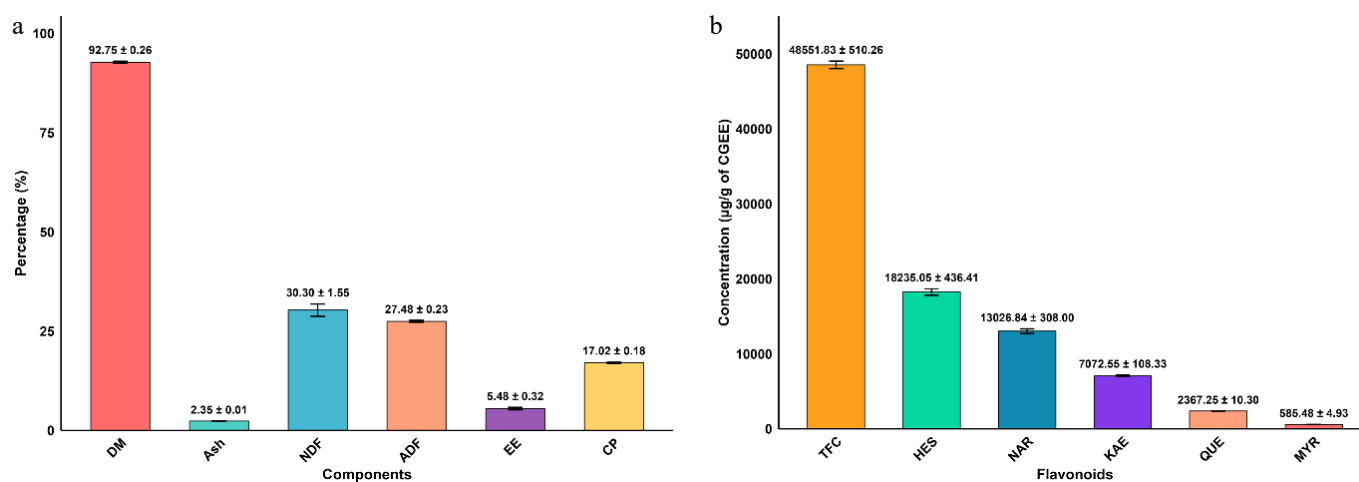 a
100
75
50
25
0
Percentage (%)
92.75 ± 0.26
2.35 ± 0.01
30.30 ± 1.55
27.48 ± 0.23
5.48 ± 0.32
17.02 ± 0.18
DM
Ash
NDF
ADF
EE
CP
Components
b
50000
40000
30000
20000
10000
0
Concentration (µg/g of CGEE)
48551.83 ± 510.26
18235.05 ± 436.41
13026.84 ± 308.00
7072.55 ± 108.33
2367.25 ± 10.30
585.48 ± 4.93
TFC
HES
NAR
KAE
QUE
MYR
Flavonoids